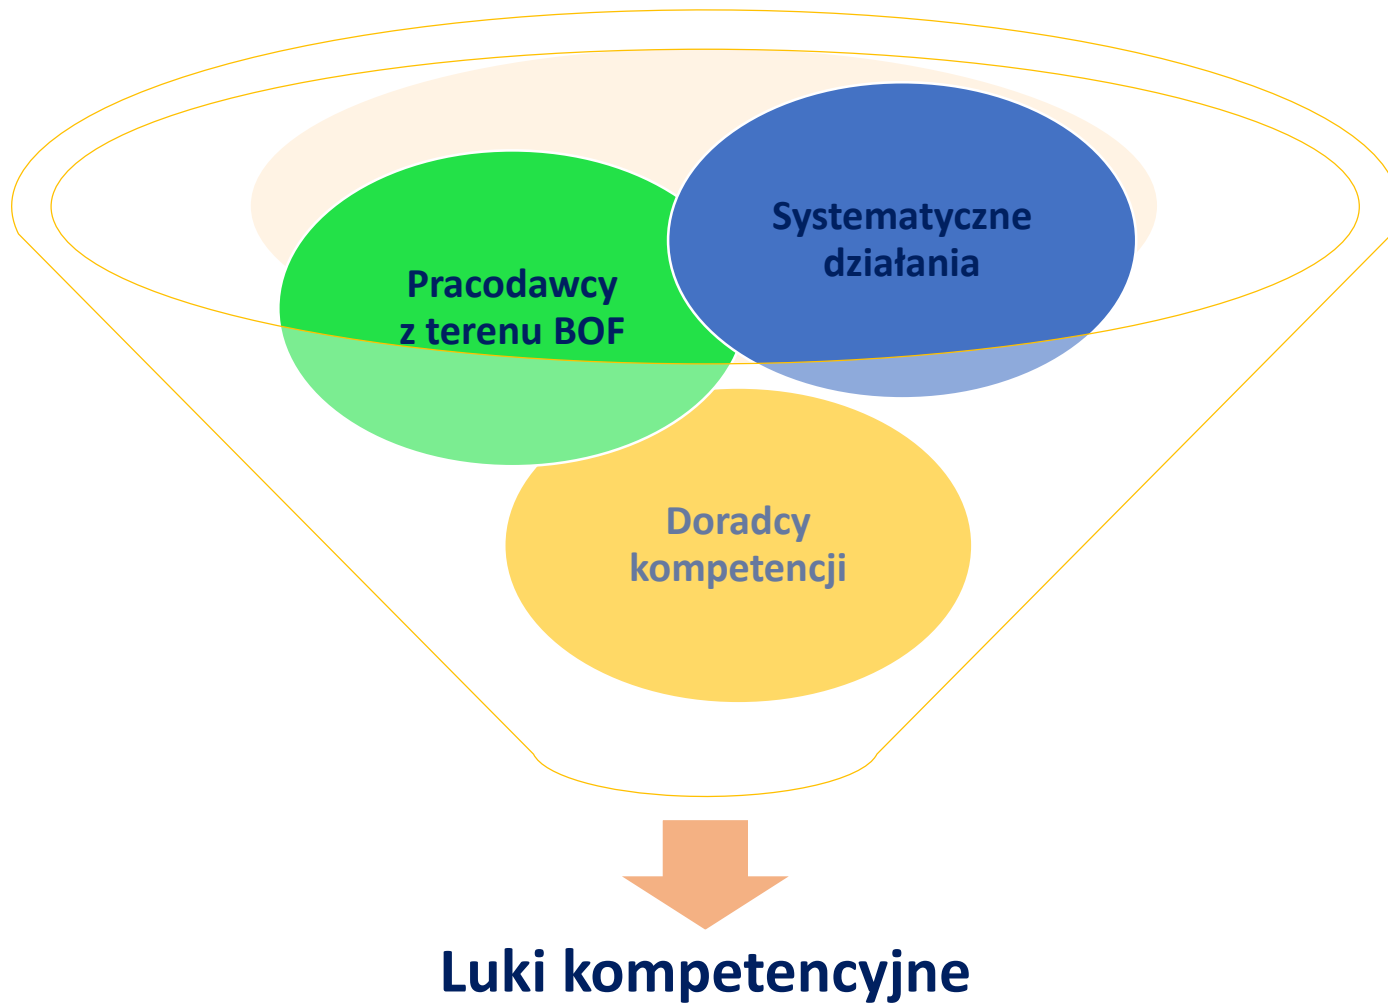 Systematyczne
działania
Pracodawcy
z terenu BOF
Doradcy
kompetencji
Luki kompetencyjne